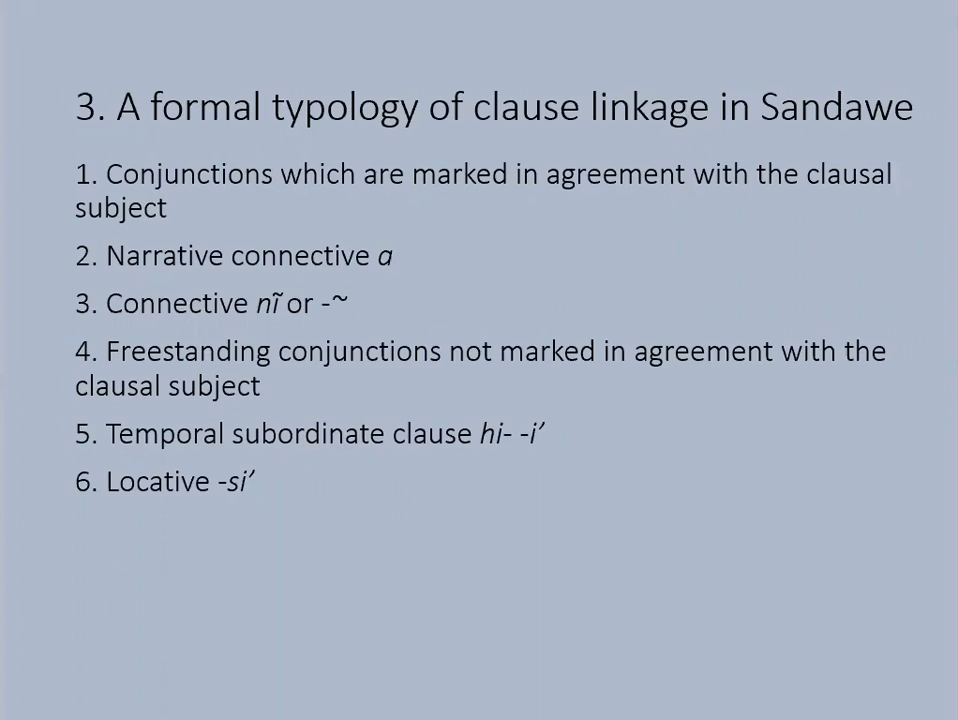 3. A formal typology of clause linkage in Sandawe
1. Conjunctions which are marked in agreement with the clausal
subject
2. Narrative connective a
3. Connective nĩ or -~
4. Freestanding conjunctions not marked in agreement with the
clausal subject
5. Temporal subordinate clause hi- -i’
6. Locative -si’